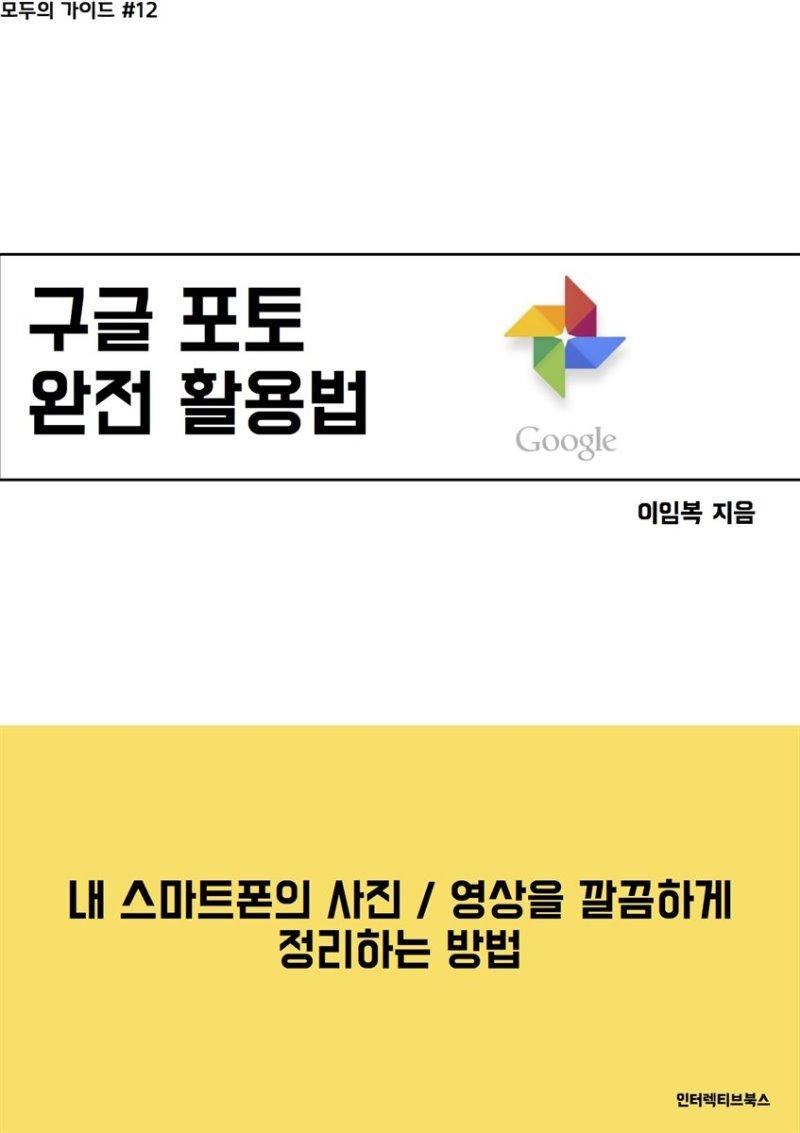 모두의 가이드 #12
구글 포토
완전 활용법
Google
이임복 지음
내 스마트폰의 사진 / 영상을 깔끔하게
정리하는 방법
인터렉티브북스